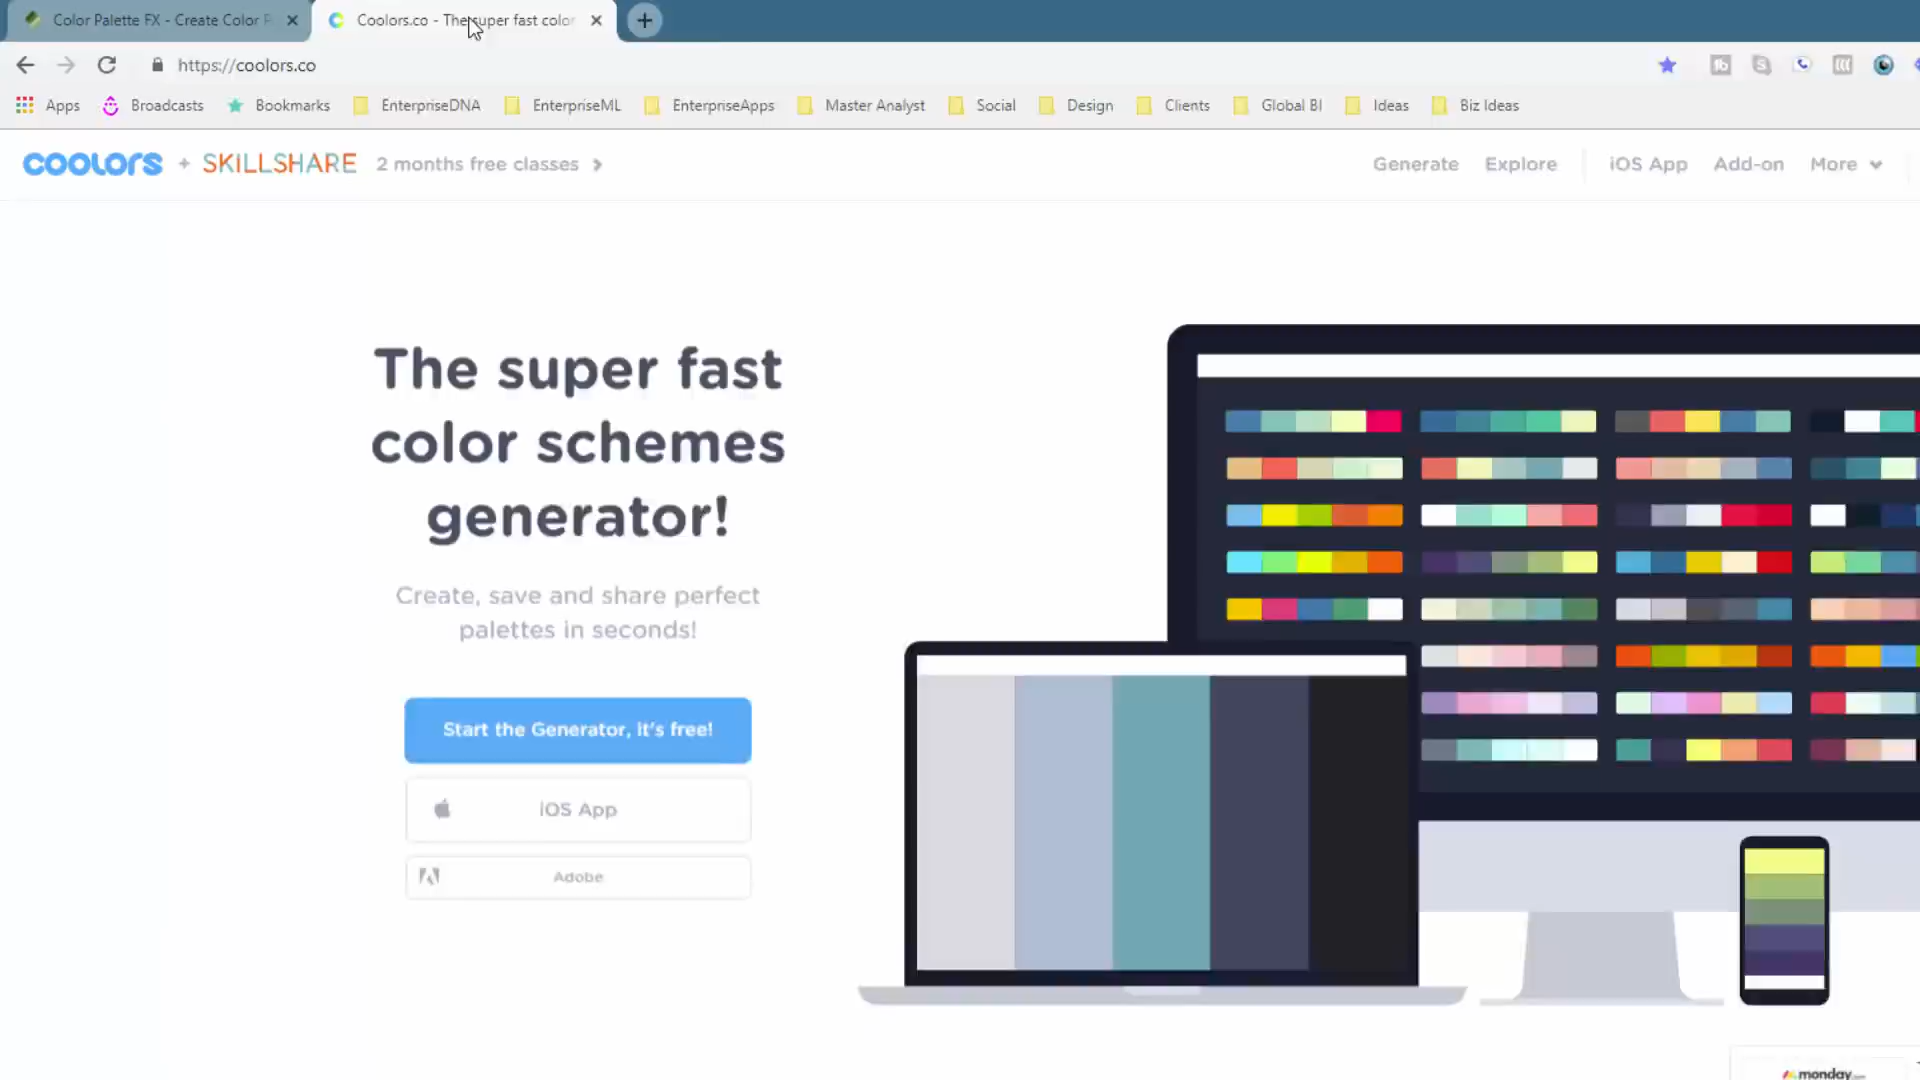 Color Palette FX - Create Color P
Coolors.co - The super fast color
https://coolors.co
Apps
Broadcasts
Bookmarks
EnterpriseDNA
EnterpriseML
EnterpriseApps
Master Analyst
Social
Design
Clients
Global BI
Ideas
Biz Ideas
coolors + SKILLSHARE 2 months free classes
Generate
Explore
iOS App
Add-on
More
The super fast
color schemes
generator!
Create, save and share perfect
palettes in seconds!
Start the Generator, it's free!
iOS App
Adobe
monday.com